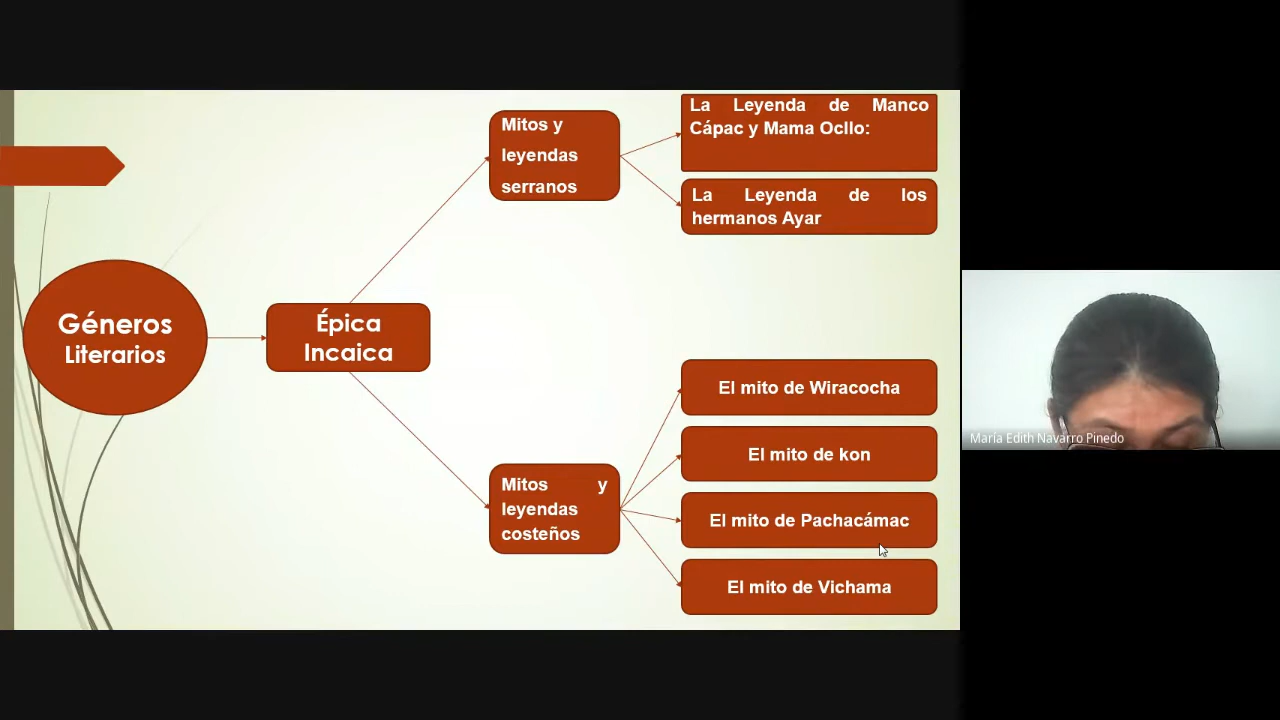 Géneros
Literarios
Épica
Incaica
Mitos y
leyendas
serranos
La Leyenda de Manco
Cápac y Mama Ocllo:
La Leyenda de los
hermanos Ayar
Mitos y
leyendas
costeños
El mito de Wiracocha
El mito de kon
El mito de Pachacámac
El mito de Vichama
María Edith Navarro Pinedo